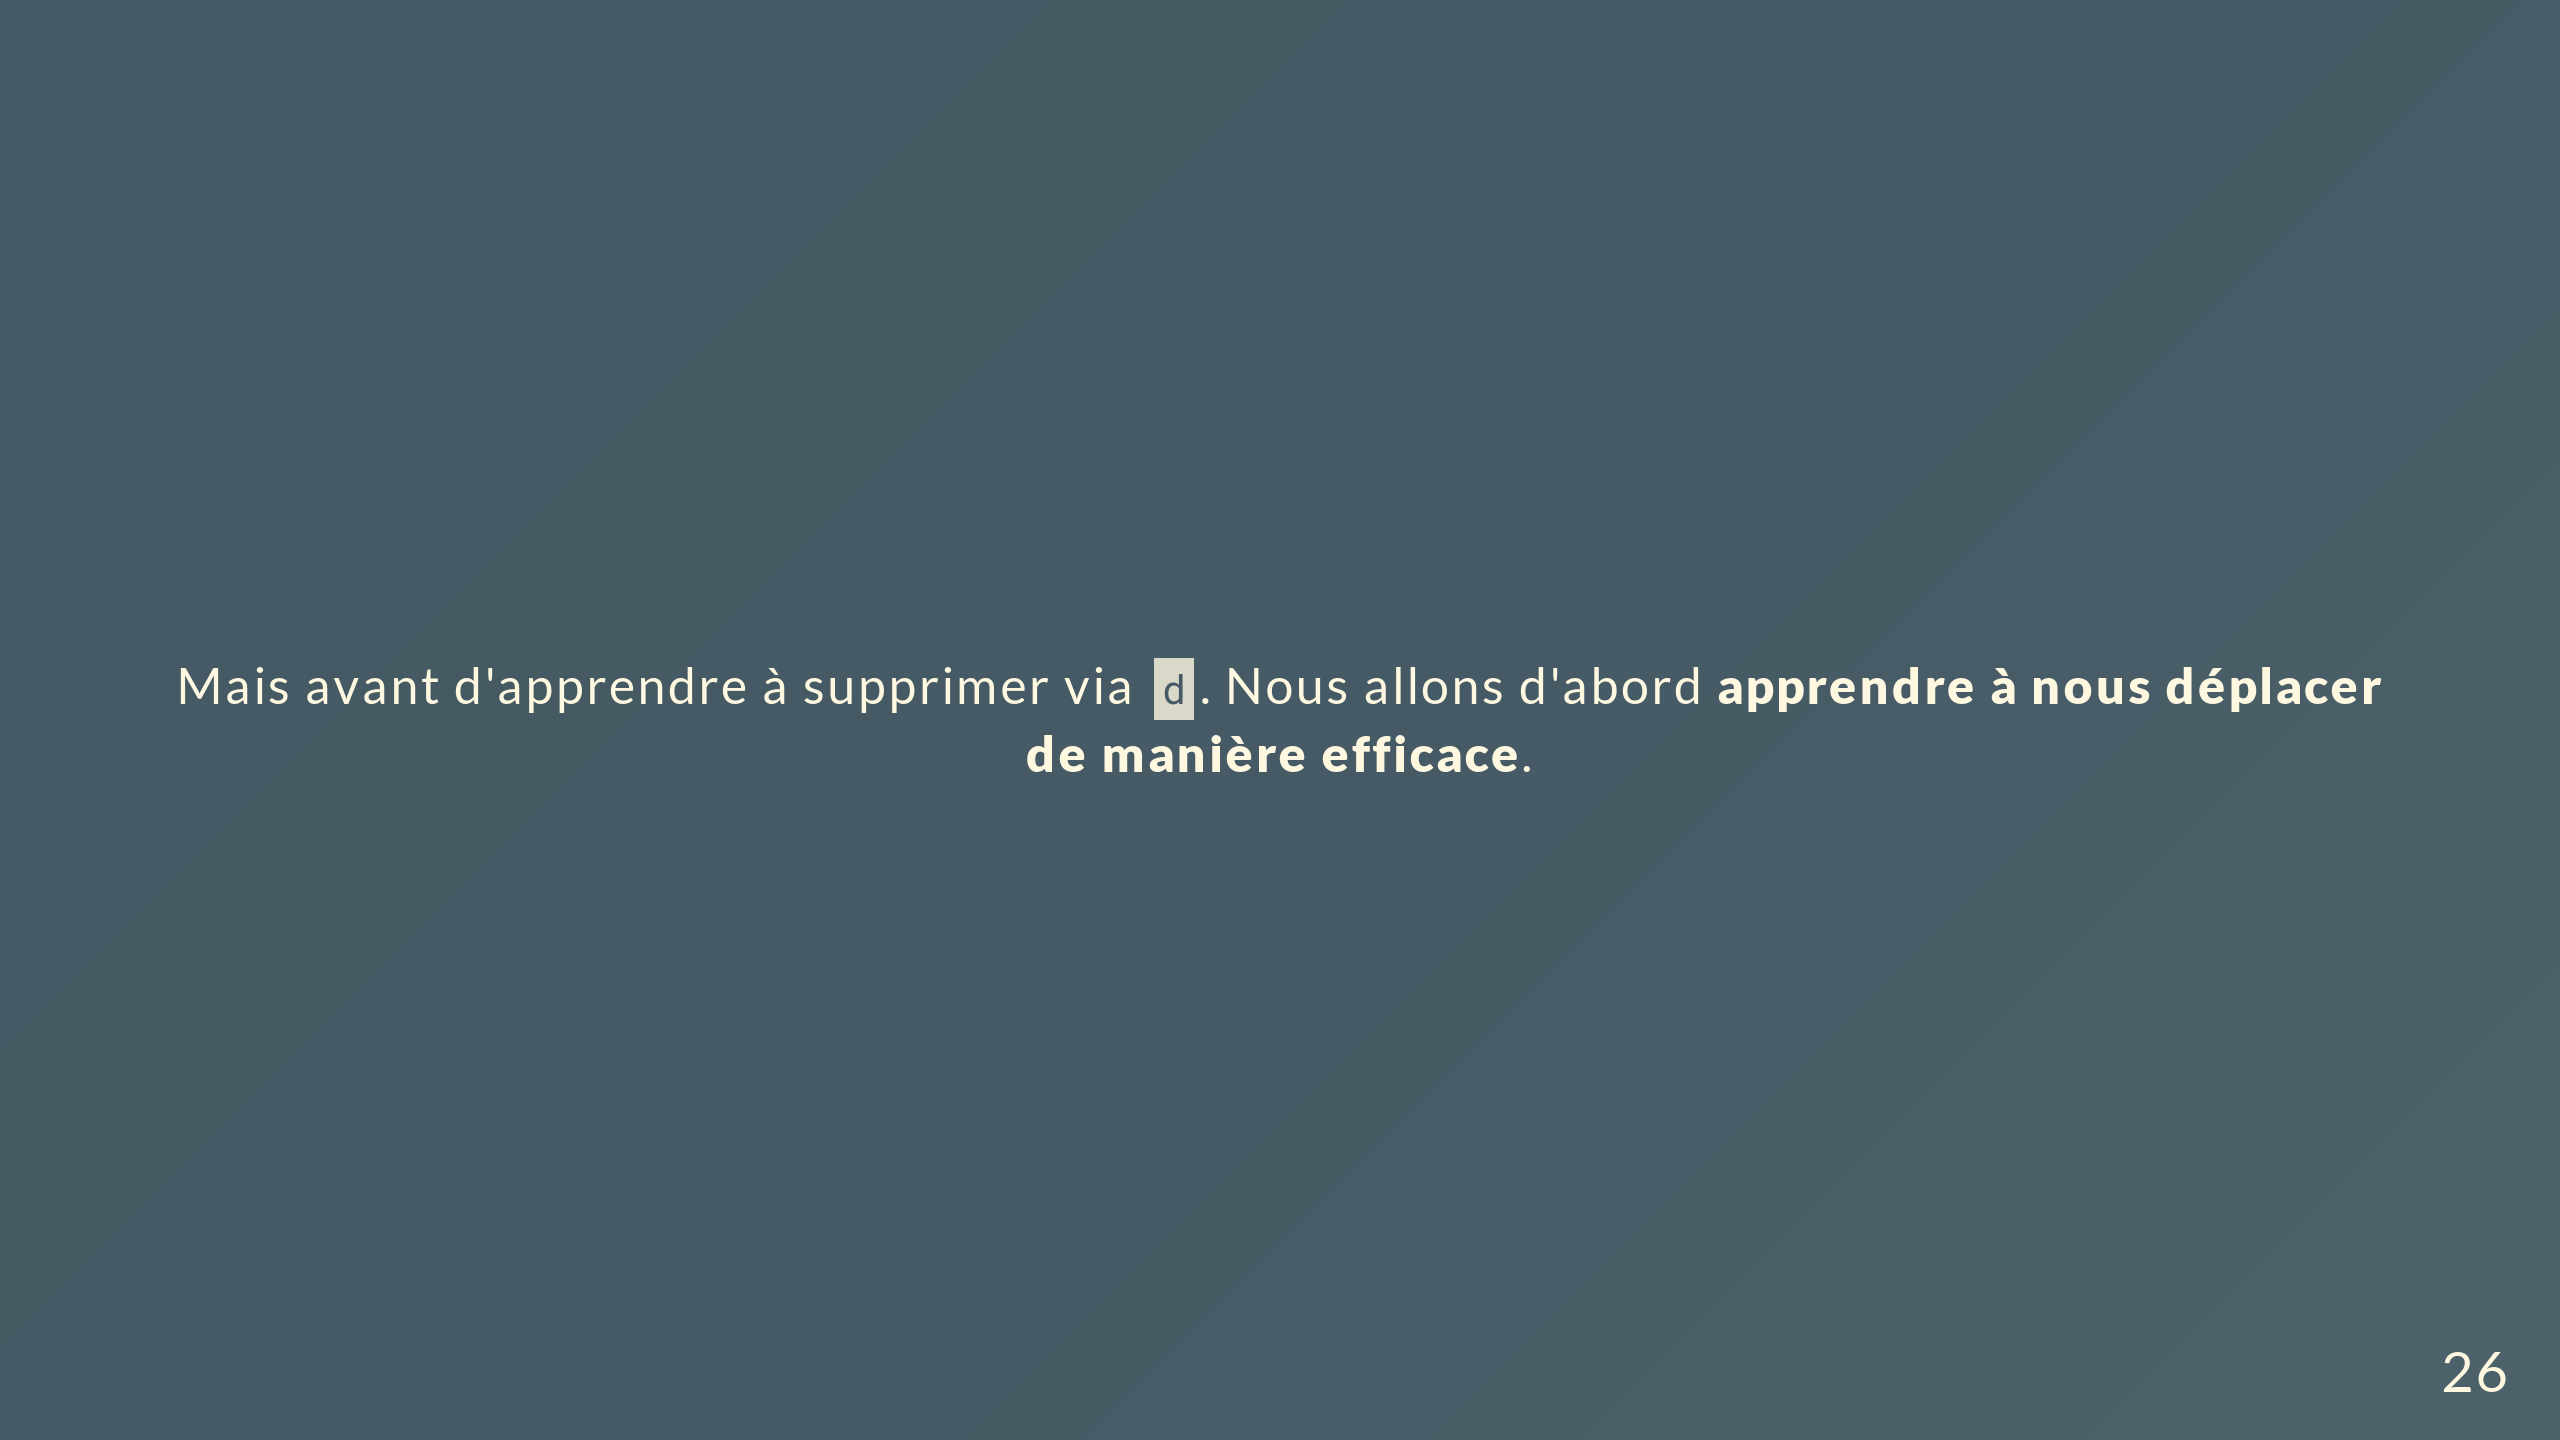 Mais avant d'apprendre à supprimer via d. Nous allons d'abord apprendre à nous déplacer
de manière efficace.
26